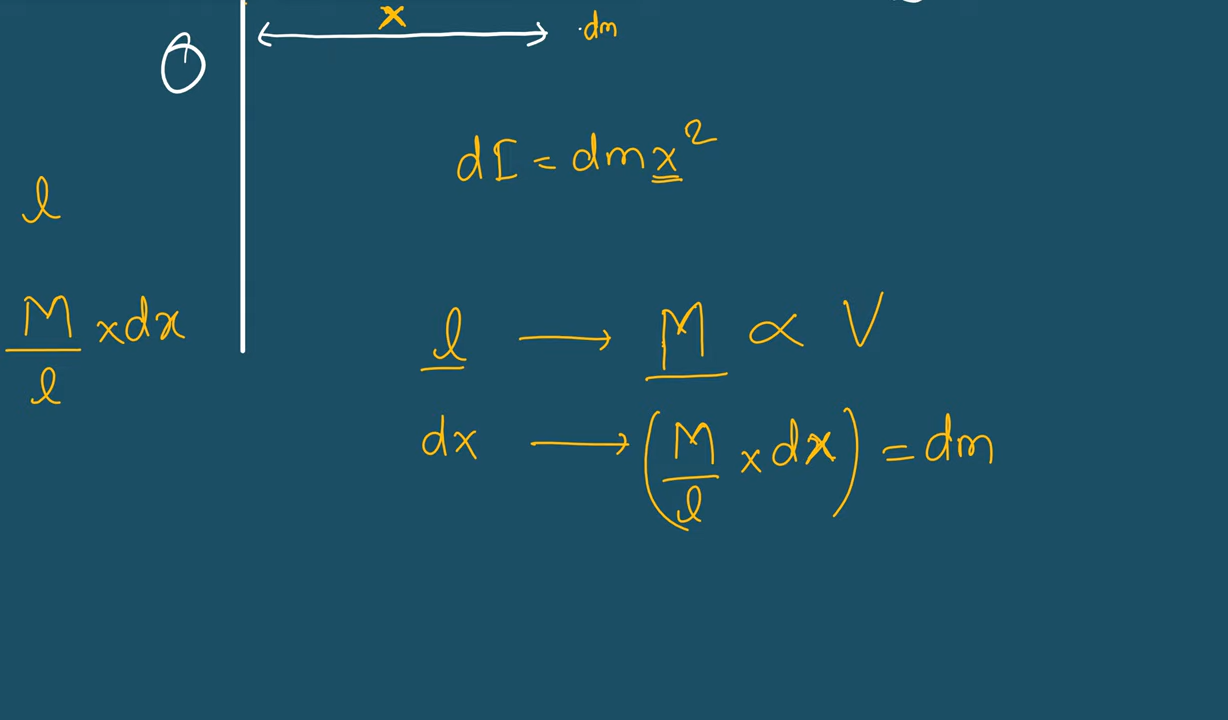 x
dm
dI = dm x²
l
M/l × dx
l → M ∝ V
dx → (M/l × dx) = dm